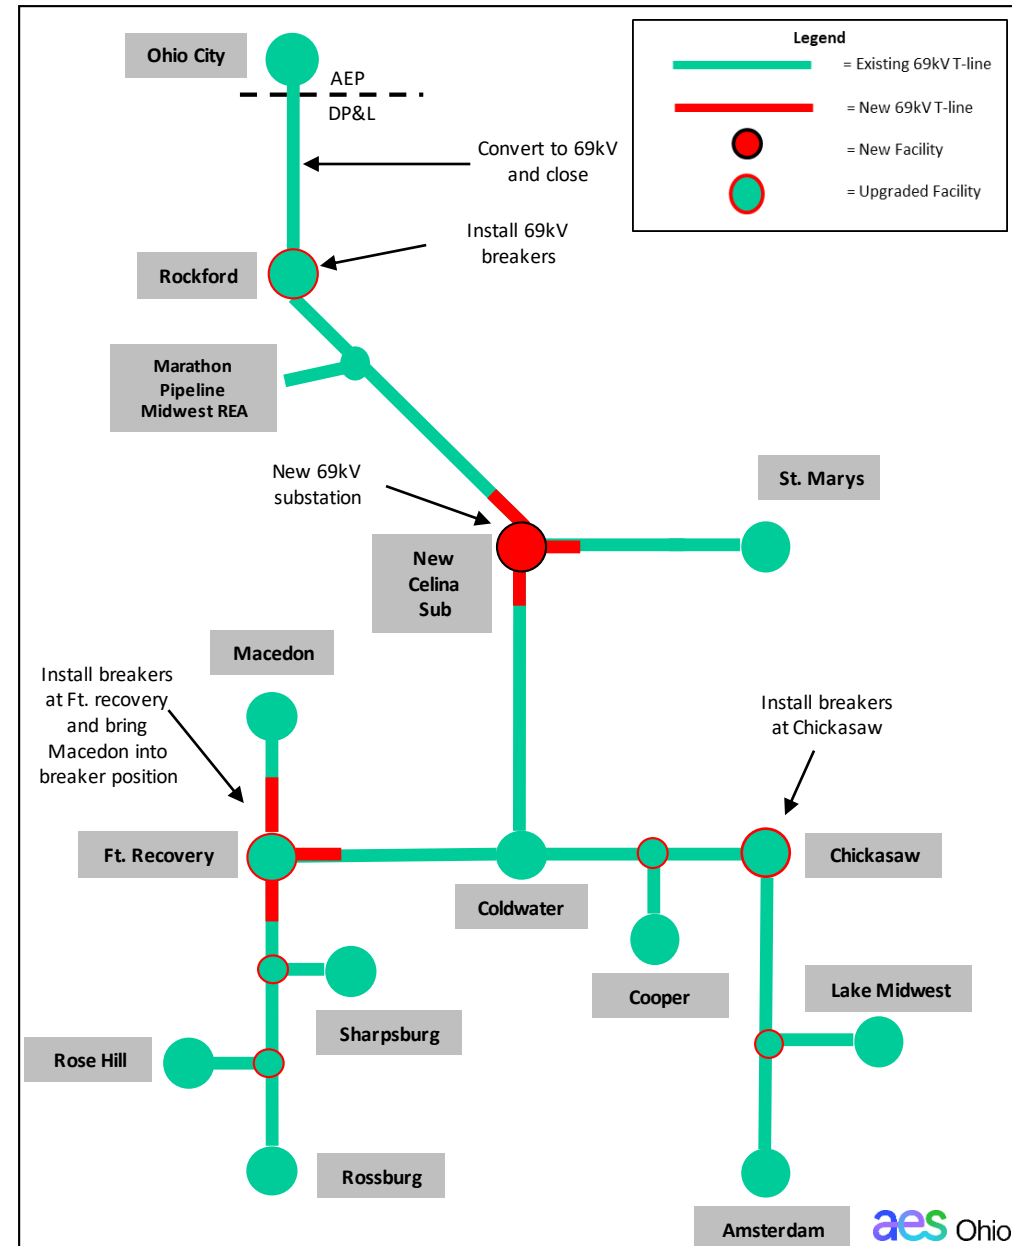 Ohio City
AEP
DP&L
Legend
= Existing 69kV T-line
= New 69kV T-line
= New Facility
= Upgraded Facility
Convert to 69kV
and close
Install 69kV
breakers
Rockford
Marathon
Pipeline
Midwest REA
New 69kV
substation
St. Marys
New
Celina
Sub
Macedon
Install breakers
at Ft. recovery
and bring
Macedon into
breaker position
Install breakers
at Chickasaw
Ft. Recovery
Chickasaw
Coldwater
Cooper
Lake Midwest
Sharpsburg
Rose Hill
Rossburg
Amsterdam
aes Ohio